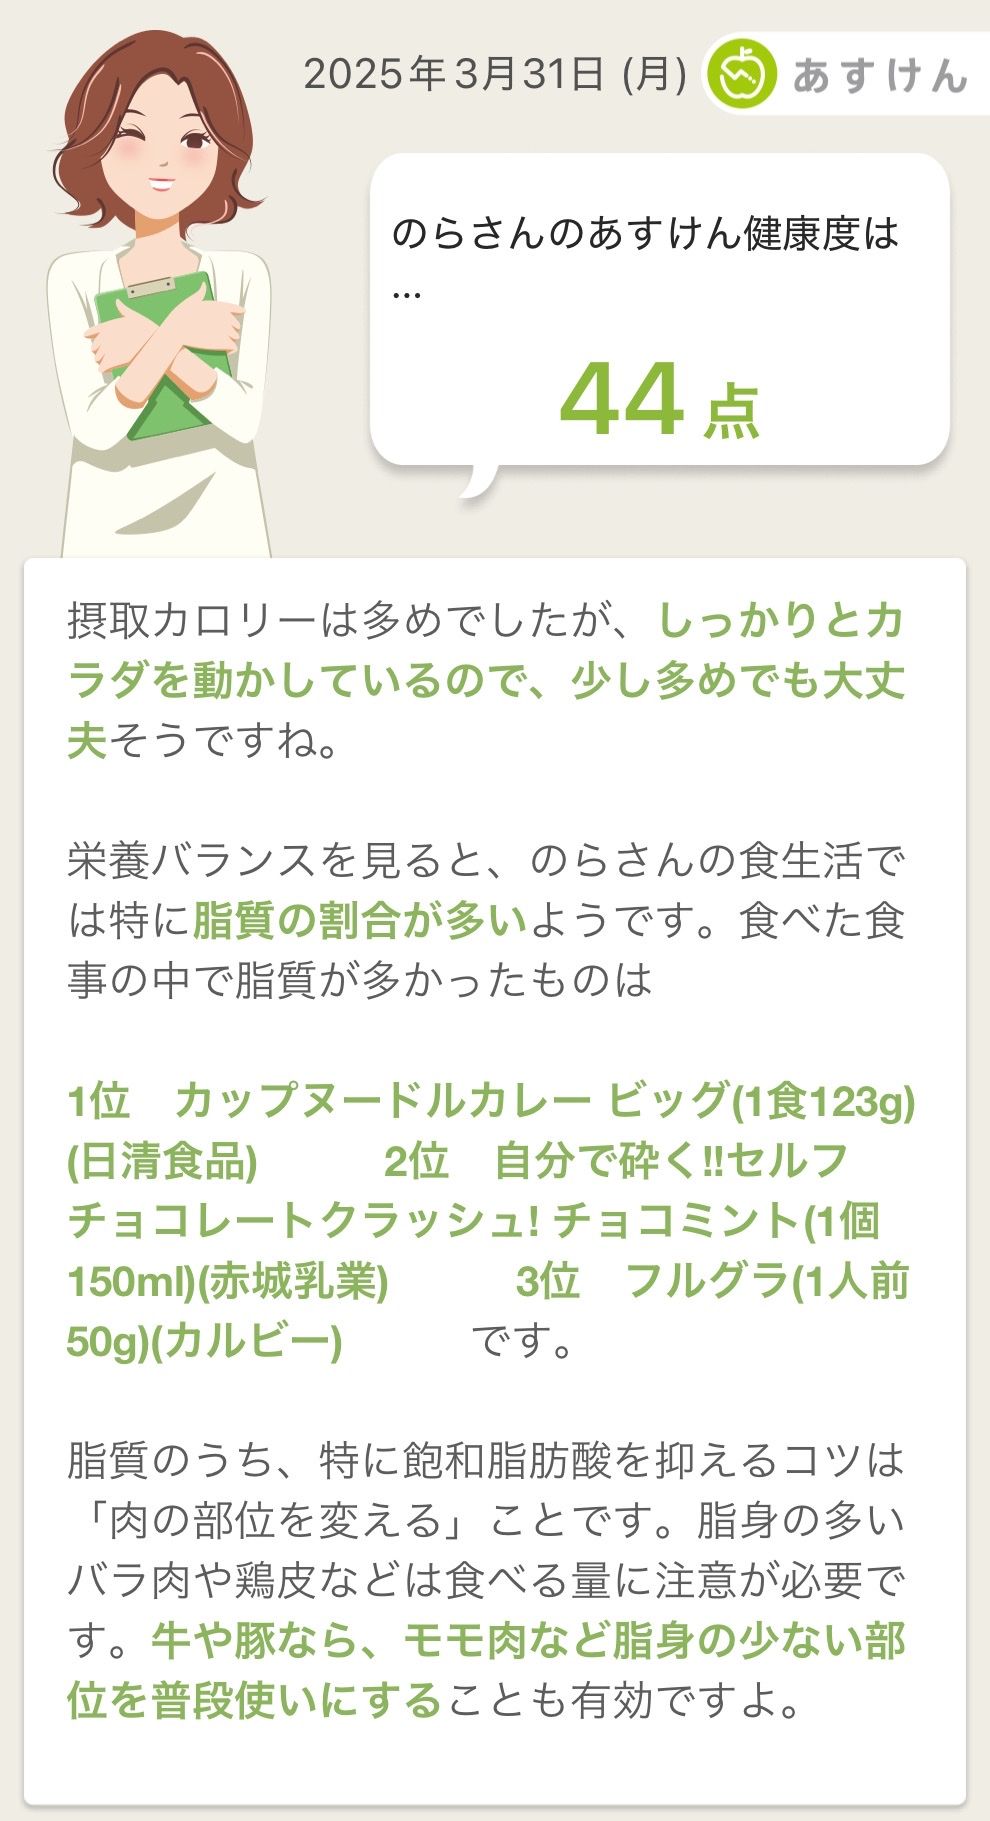 2025年3月31日 (月)
あすけん
のらさんのあすけん健康度は
...
44 点
摂取カロリーは多めでしたが、しっかりとカ
ラダを動かしているので、少し多めでも大丈
夫そうですね。
栄養バランスを見ると、のらさんの食生活で
は特に脂質の割合が多いようです。食べた食
事の中で脂質が多かったものは
1位　カップヌードルカレー ビッグ(1食123g)
(日清食品)　　　2位　自分で砕く!!セルフ
チョコレートクラッシュ! チョコミント(1個
150ml)(赤城乳業)　　　3位　フルグラ(1人前
50g)(カルビー)　　　です。
脂質のうち、特に飽和脂肪酸を抑えるコツは
「肉の部位を変える」ことです。脂身の多い
バラ肉や鶏皮などは食べる量に注意が必要で
す。牛や豚なら、モモ肉など脂身の少ない部
位を普段使いにすることも有効ですよ。